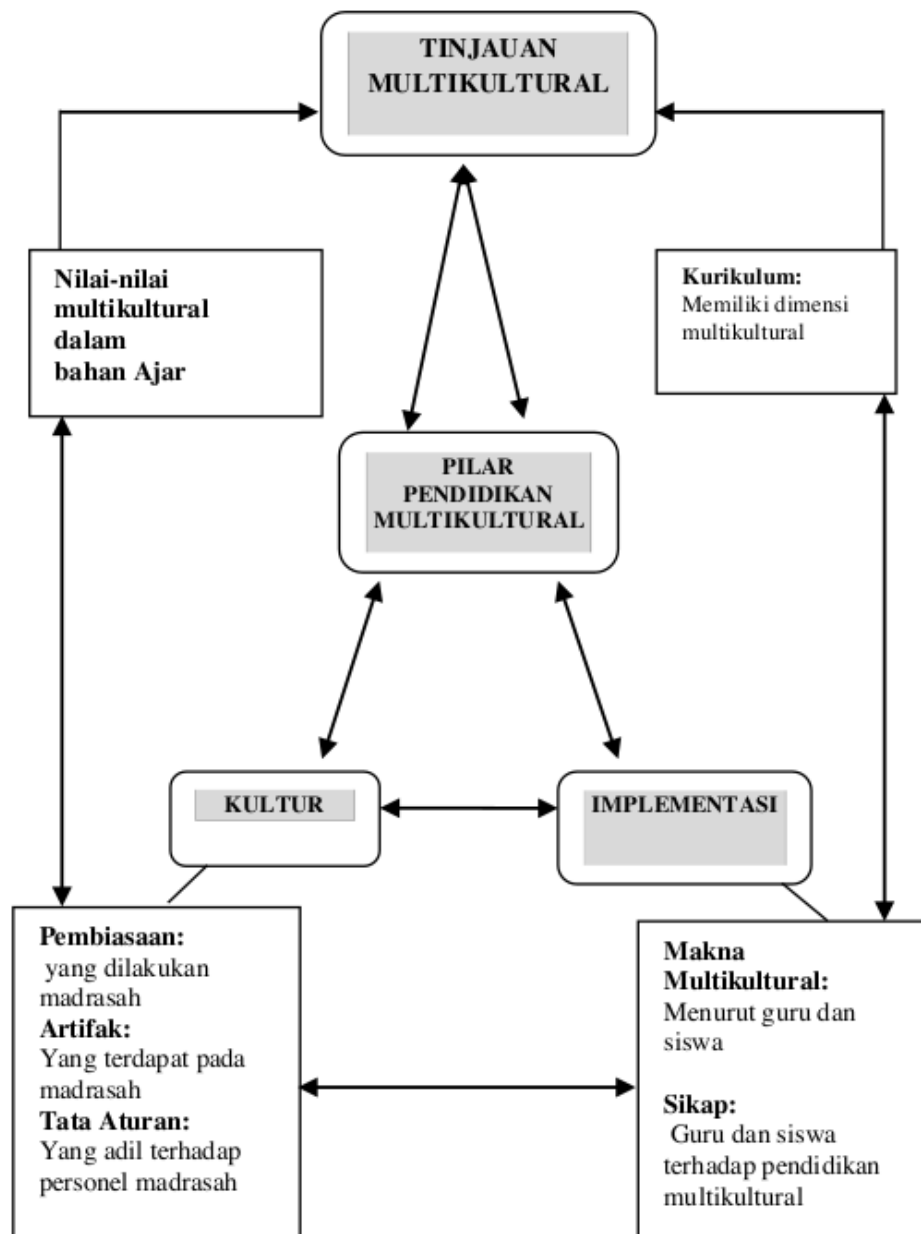 TINJAUAN
MULTIKULTURAL
Nilai-nilai
multikultural
dalam
bahan Ajar
Kurikulum:
Memiliki dimensi
multikultural
PILAR
PENDIDIKAN
MULTIKULTURAL
KULTUR
IMPLEMENTASI
Pembiasaan:
yang dilakukan
madrasah
Artifak:
Yang terdapat pada
madrasah
Tata Aturan:
Yang adil terhadap
personel madrasah
Makna
Multikultural:
Menurut guru dan
siswa
Sikap:
Guru dan siswa
terhadap pendidikan
multikultural